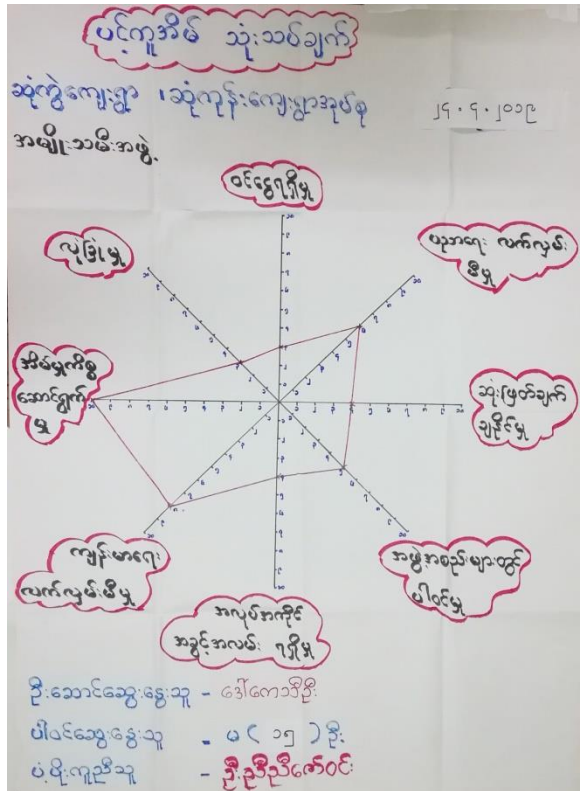 ပင့်ကူအိမ် သုံးသပ်ချက်
ဆုံကွဲကျေးရွာ ၊ ဆုံကုန်းကျေးရွာအုပ်စု
၂၄.၄.၂၀၁၉
အမျိုးသမီးအဖွဲ့
ဝင်ငွေရရှိမှု
ပညာရေး လက်လှမ်း
မီမှု
ဆုံးဖြတ်ချက်
ချနိုင်မှု
အဖွဲ့အစည်းများတွင်
ပါဝင်မှု
အလုပ်အကိုင်
အခွင့်အလမ်း ရရှိမှု
ကျန်းမာရေး
လက်လှမ်းမီမှု
အိမ်မှုကိစ္စ
ဆောင်ရွက်
မှု
လုံခြုံမှု
ဦးဆောင်ဆွေးနွေးသူ - ဒေါ်ကေသီဦး
ပါဝင်ဆွေးနွေးသူ - မ ( ၁၅ ) ဦး
ပံ့ပိုးကူညီသူ - ဦးညီညီဇော်ဝင်း